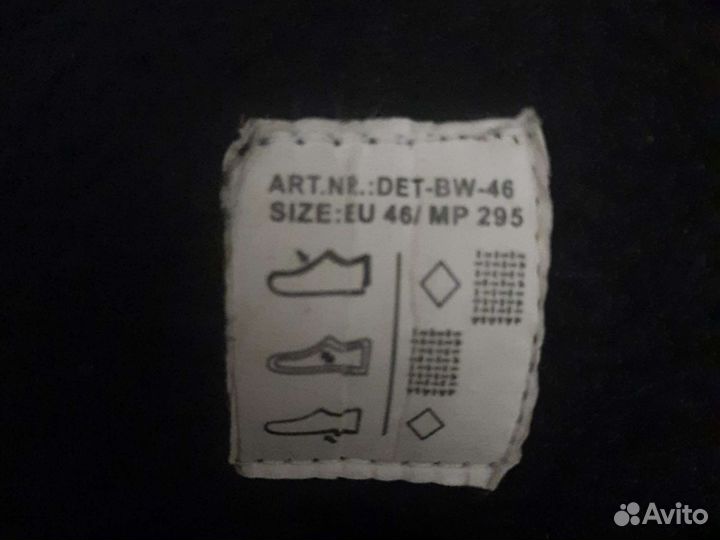 ART.NR.:DET-BW-46
SIZE:EU 46/ MP 295
Avito